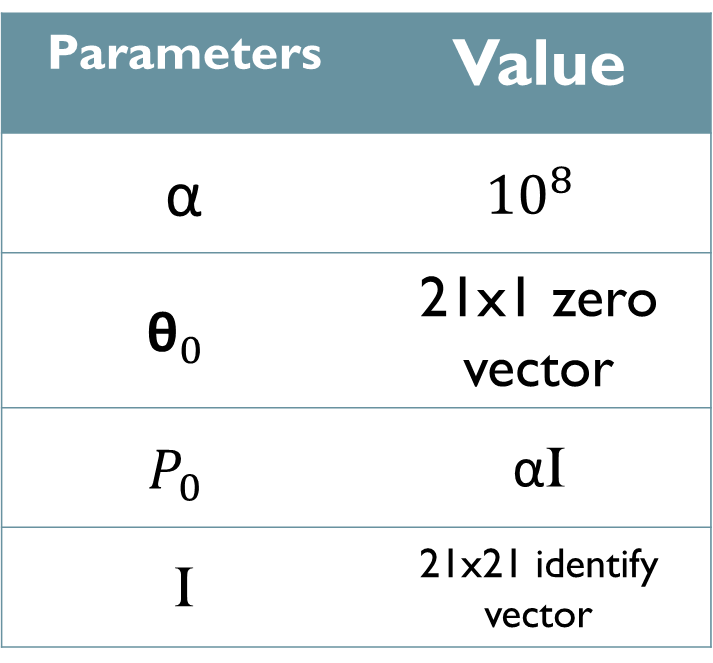 Parameters Value
α 10⁸
θ₀ 21x1 zero
vector
P₀ αI
I 21x21 identify
vector